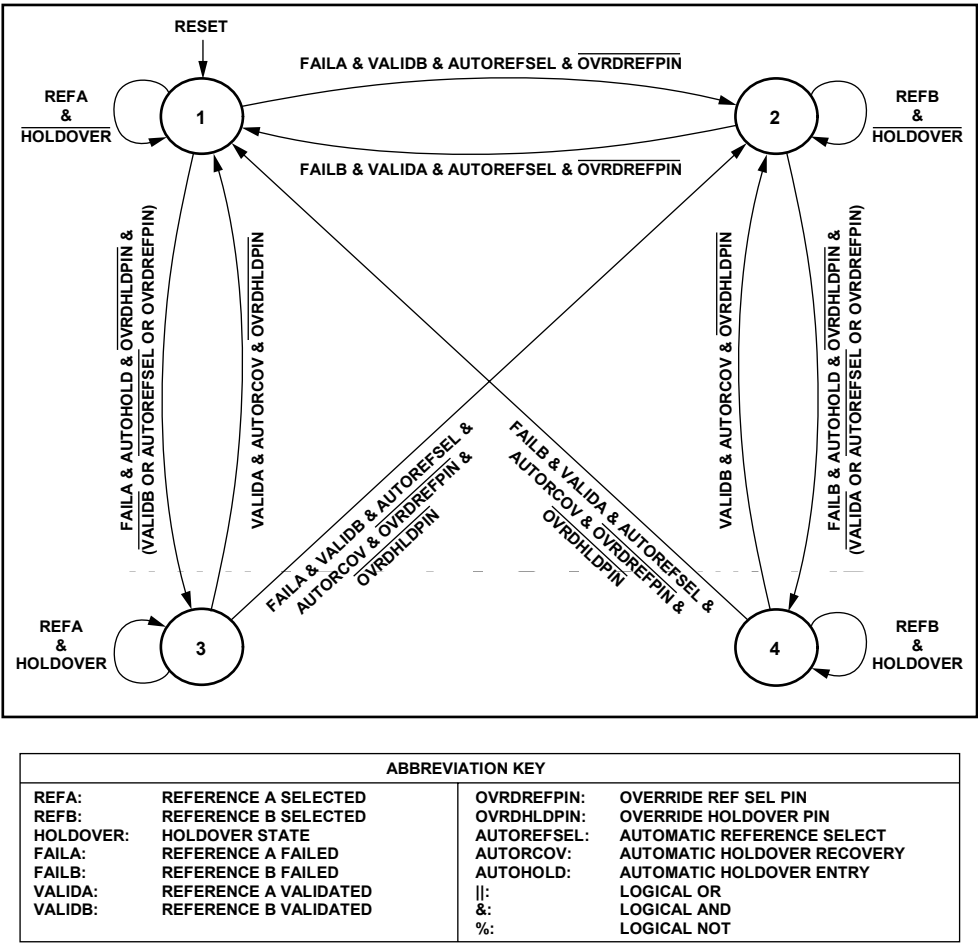 RESET
FAILA & VALIDB & AUTOREFSEL & OVRDREFPIN
REFA
&
HOLDOVER
1
2
REFB
&
HOLDOVER
FAILB & VALIDA & AUTOREFSEL & OVRDREFPIN
FAILA & AUTOHOLD & OVRDHLDPIN &
(VALIDB OR AUTOREFSEL OR OVRDREFPIN)
VALIDA & AUTORCOV & OVRDHLDPIN
VALIDB & AUTORCOV & OVRDHLDPIN
FAILB & AUTOHOLD & OVRDHLDPIN &
(VALIDA OR AUTOREFSEL OR OVRDREFPIN)
FAILA & VALIDB & AUTOREFSEL &
AUTORCOV & OVRDREFPIN &
OVRDHLDPIN
FAILB & VALIDA & AUTOREFSEL &
AUTORCOV & OVRDREFPIN &
OVRDHLDPIN
REFA
&
HOLDOVER
3
4
REFB
&
HOLDOVER
ABBREVIATION KEY
REFA: REFERENCE A SELECTED
REFB: REFERENCE B SELECTED
HOLDOVER: HOLDOVER STATE
FAILA: REFERENCE A FAILED
FAILB: REFERENCE B FAILED
VALIDA: REFERENCE A VALIDATED
VALIDB: REFERENCE B VALIDATED
OVRDREFPIN: OVERRIDE REF SEL PIN
OVRDHLDPIN: OVERRIDE HOLDOVER PIN
AUTOREFSEL: AUTOMATIC REFERENCE SELECT
AUTORCOV: AUTOMATIC HOLDOVER RECOVERY
AUTOHOLD: AUTOMATIC HOLDOVER ENTRY
||: LOGICAL OR
&: LOGICAL AND
%: LOGICAL NOT